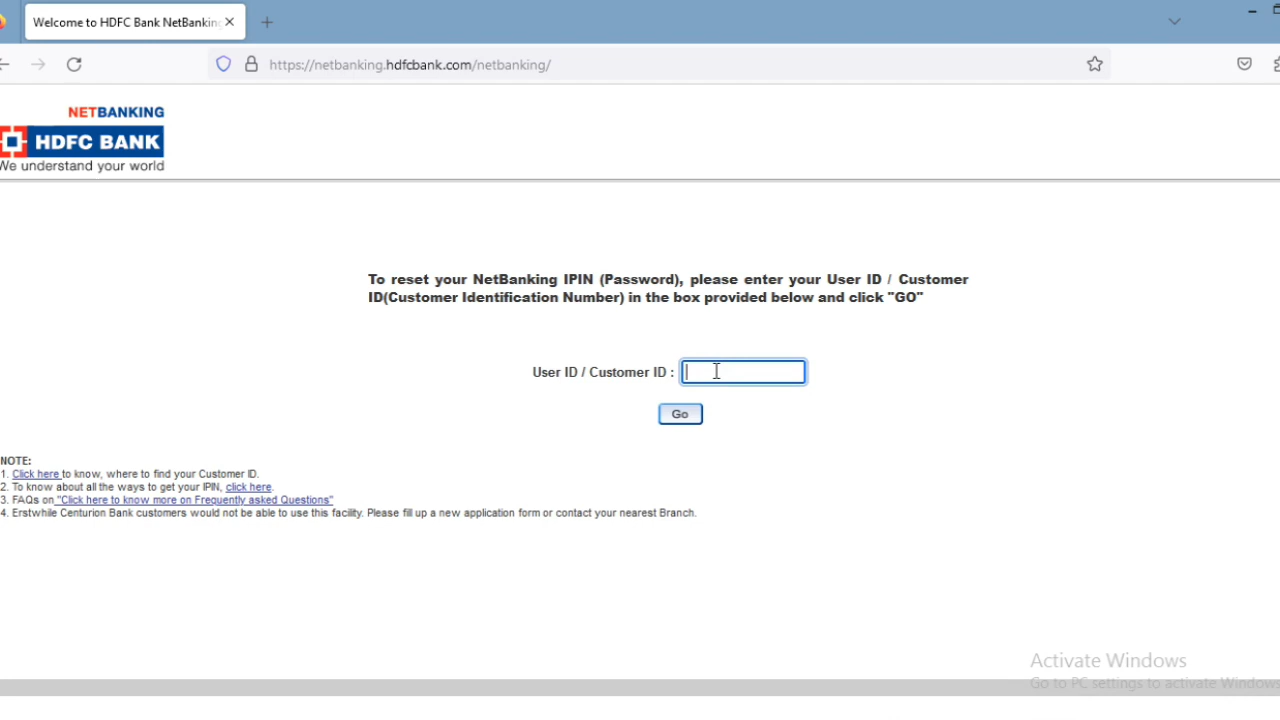 Welcome to HDFC Bank NetBanking
https://netbanking.hdfcbank.com/netbanking/
NETBANKING
HDFC BANK
We understand your world
To reset your NetBanking IPIN (Password), please enter your User ID / Customer
ID(Customer Identification Number) in the box provided below and click "GO"
User ID / Customer ID :
Go
NOTE:
1. Click here to know, where to find your Customer ID.
2. To know about all the ways to get your IPIN, click here.
3. FAQs on "Click here to know more on Frequently asked Questions"
4. Erstwhile Centurion Bank customers would not be able to use this facility. Please fill up a new application form or contact your nearest Branch.
Activate Windows
Go to PC settings to activate Windows